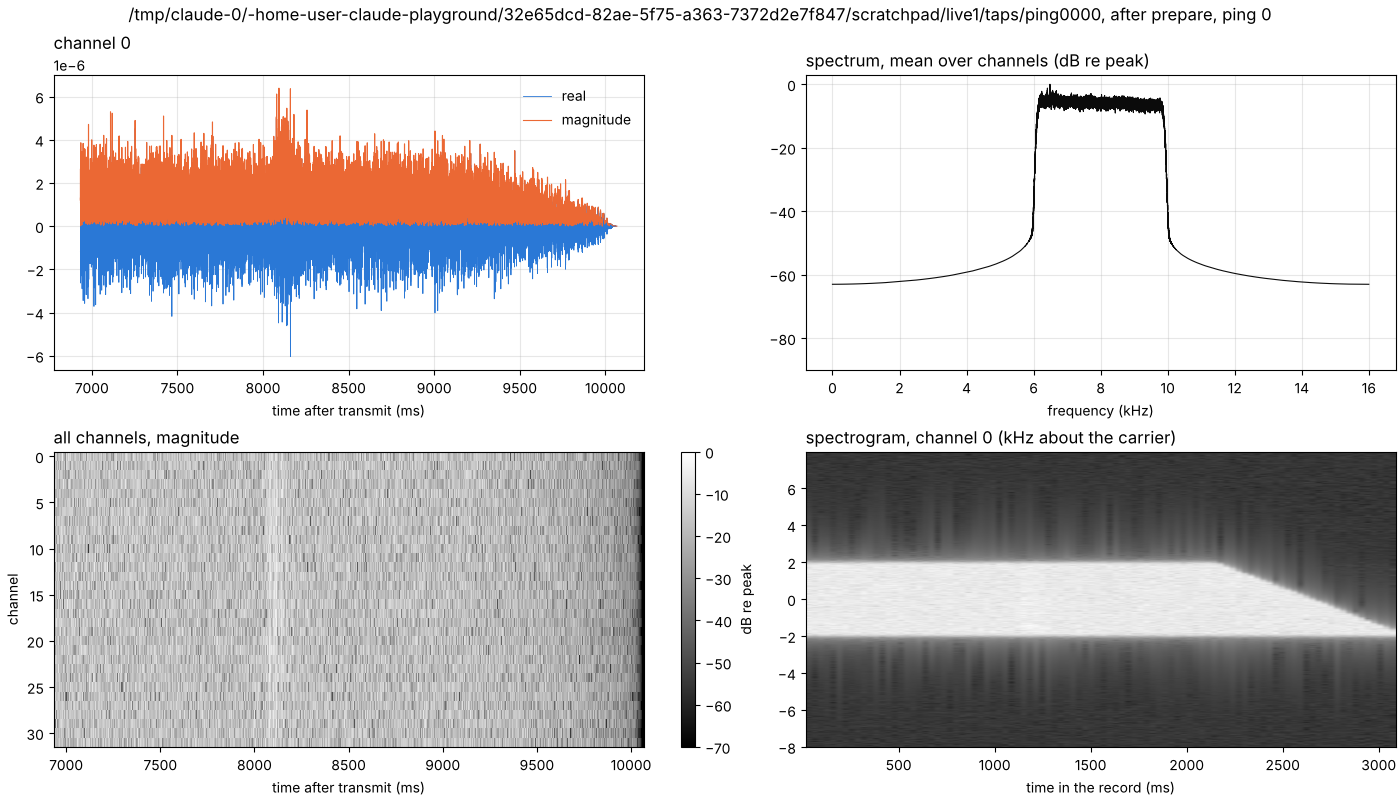 /tmp/claude-0/-home-user-claude-playground/32e65dcd-82ae-5f75-a363-7372d2e7f847/scratchpad/live1/taps/ping0000, after prepare, ping 0
channel 0
1e−6
real
magnitude
6
4
2
0
−2
−4
−6
7000 7500 8000 8500 9000 9500 10000
time after transmit (ms)
spectrum, mean over channels (dB re peak)
0
−20
−40
−60
−80
0 2 4 6 8 10 12 14 16
frequency (kHz)
all channels, magnitude
channel
0
5
10
15
20
25
30
7000 7500 8000 8500 9000 9500 10000
time after transmit (ms)
0
−10
−20
−30
−40
−50
−60
−70
dB re peak
spectrogram, channel 0 (kHz about the carrier)
6
4
2
0
−2
−4
−6
−8
500 1000 1500 2000 2500 3000
time in the record (ms)